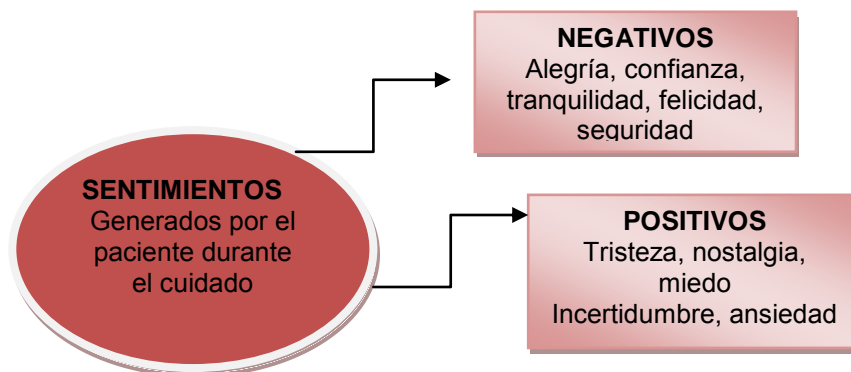 NEGATIVOS
Alegría, confianza,
tranquilidad, felicidad,
seguridad
SENTIMIENTOS
Generados por el
paciente durante
el cuidado
POSITIVOS
Tristeza, nostalgia,
miedo
Incertidumbre, ansiedad